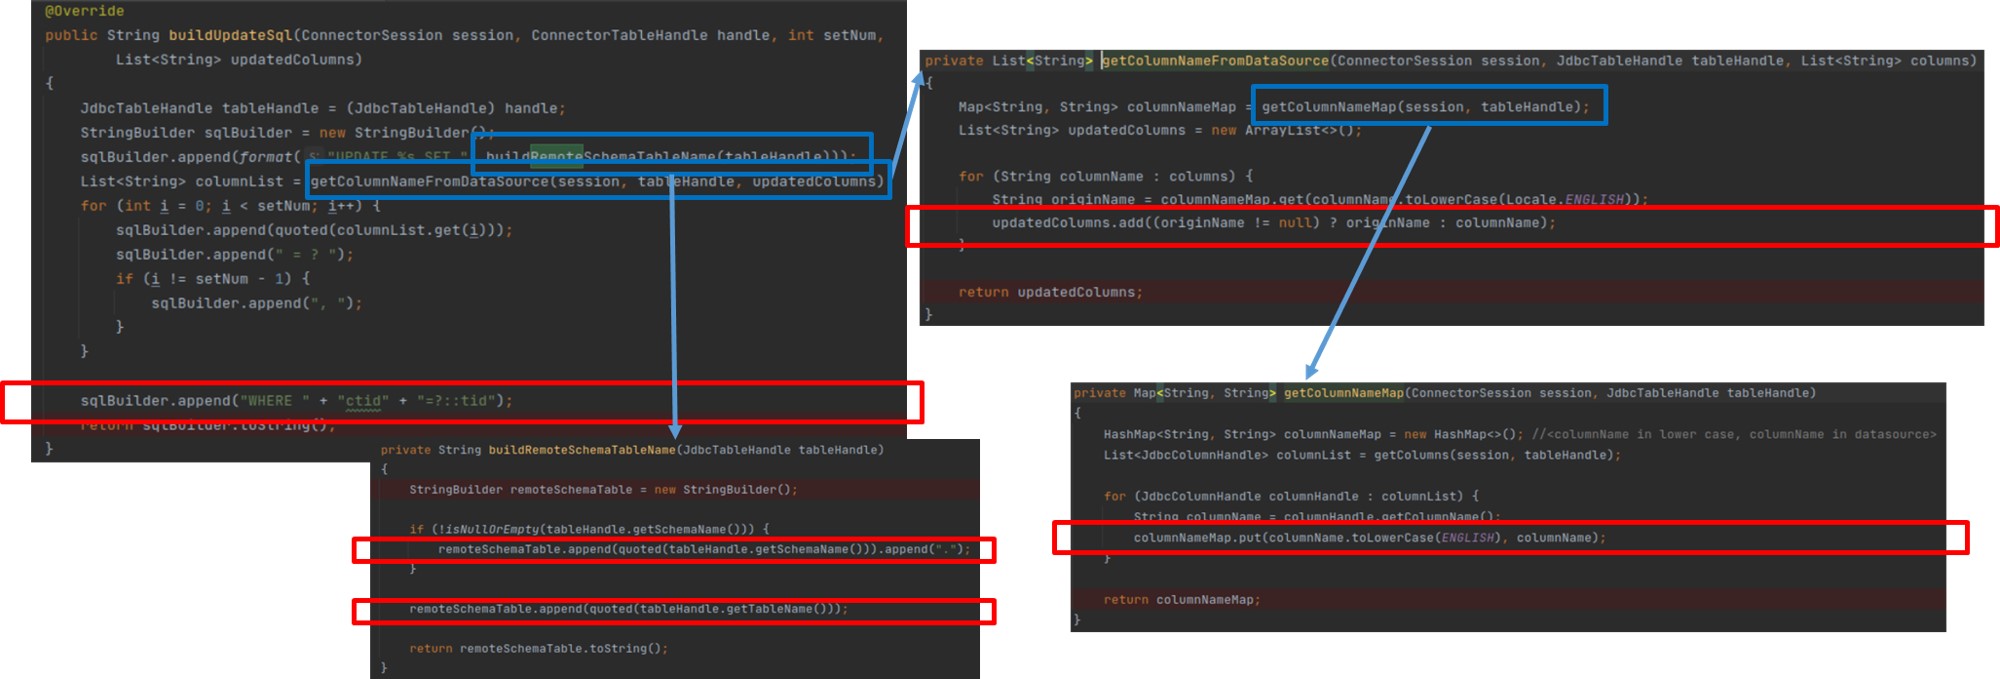 @Override
public String buildUpdateSql(ConnectorSession session, ConnectorTableHandle handle, int setNum,
List<String> updatedColumns)
{
JdbcTableHandle tableHandle = (JdbcTableHandle) handle;
StringBuilder sqlBuilder = new StringBuilder();
sqlBuilder.append(format( s: "UPDATE %s SET ", buildRemoteSchemaTableName(tableHandle)));
List<String> columnList = getColumnNameFromDataSource(session, tableHandle, updatedColumns)
for (int i = 0; i < setNum; i++) {
sqlBuilder.append(quoted(columnList.get(i)));
sqlBuilder.append(" = ? ");
if (i != setNum - 1) {
sqlBuilder.append(", ");
}
}
sqlBuilder.append("WHERE " + "ctid" + "=?::tid");
return sqlBuilder.toString();
}
private String buildRemoteSchemaTableName(JdbcTableHandle tableHandle)
{
StringBuilder remoteSchemaTable = new StringBuilder();
if (!isNullOrEmpty(tableHandle.getSchemaName())) {
remoteSchemaTable.append(quoted(tableHandle.getSchemaName())).append(".");
}
remoteSchemaTable.append(quoted(tableHandle.getTableName()));
return remoteSchemaTable.toString();
}
private List<String> getColumnNameFromDataSource(ConnectorSession session, JdbcTableHandle tableHandle, List<String> columns)
{
Map<String, String> columnNameMap = getColumnNameMap(session, tableHandle);
List<String> updatedColumns = new ArrayList<>();
for (String columnName : columns) {
String originName = columnNameMap.get(columnName.toLowerCase(Locale.ENGLISH));
updatedColumns.add((originName != null) ? originName : columnName);
}
return updatedColumns;
}
private Map<String, String> getColumnNameMap(ConnectorSession session, JdbcTableHandle tableHandle)
{
HashMap<String, String> columnNameMap = new HashMap<>(); //<columnName in lower case, columnName in datasource>
List<JdbcColumnHandle> columnList = getColumns(session, tableHandle);
for (JdbcColumnHandle columnHandle : columnList) {
String columnName = columnHandle.getColumnName();
columnNameMap.put(columnName.toLowerCase(ENGLISH), columnName);
}
return columnNameMap;
}